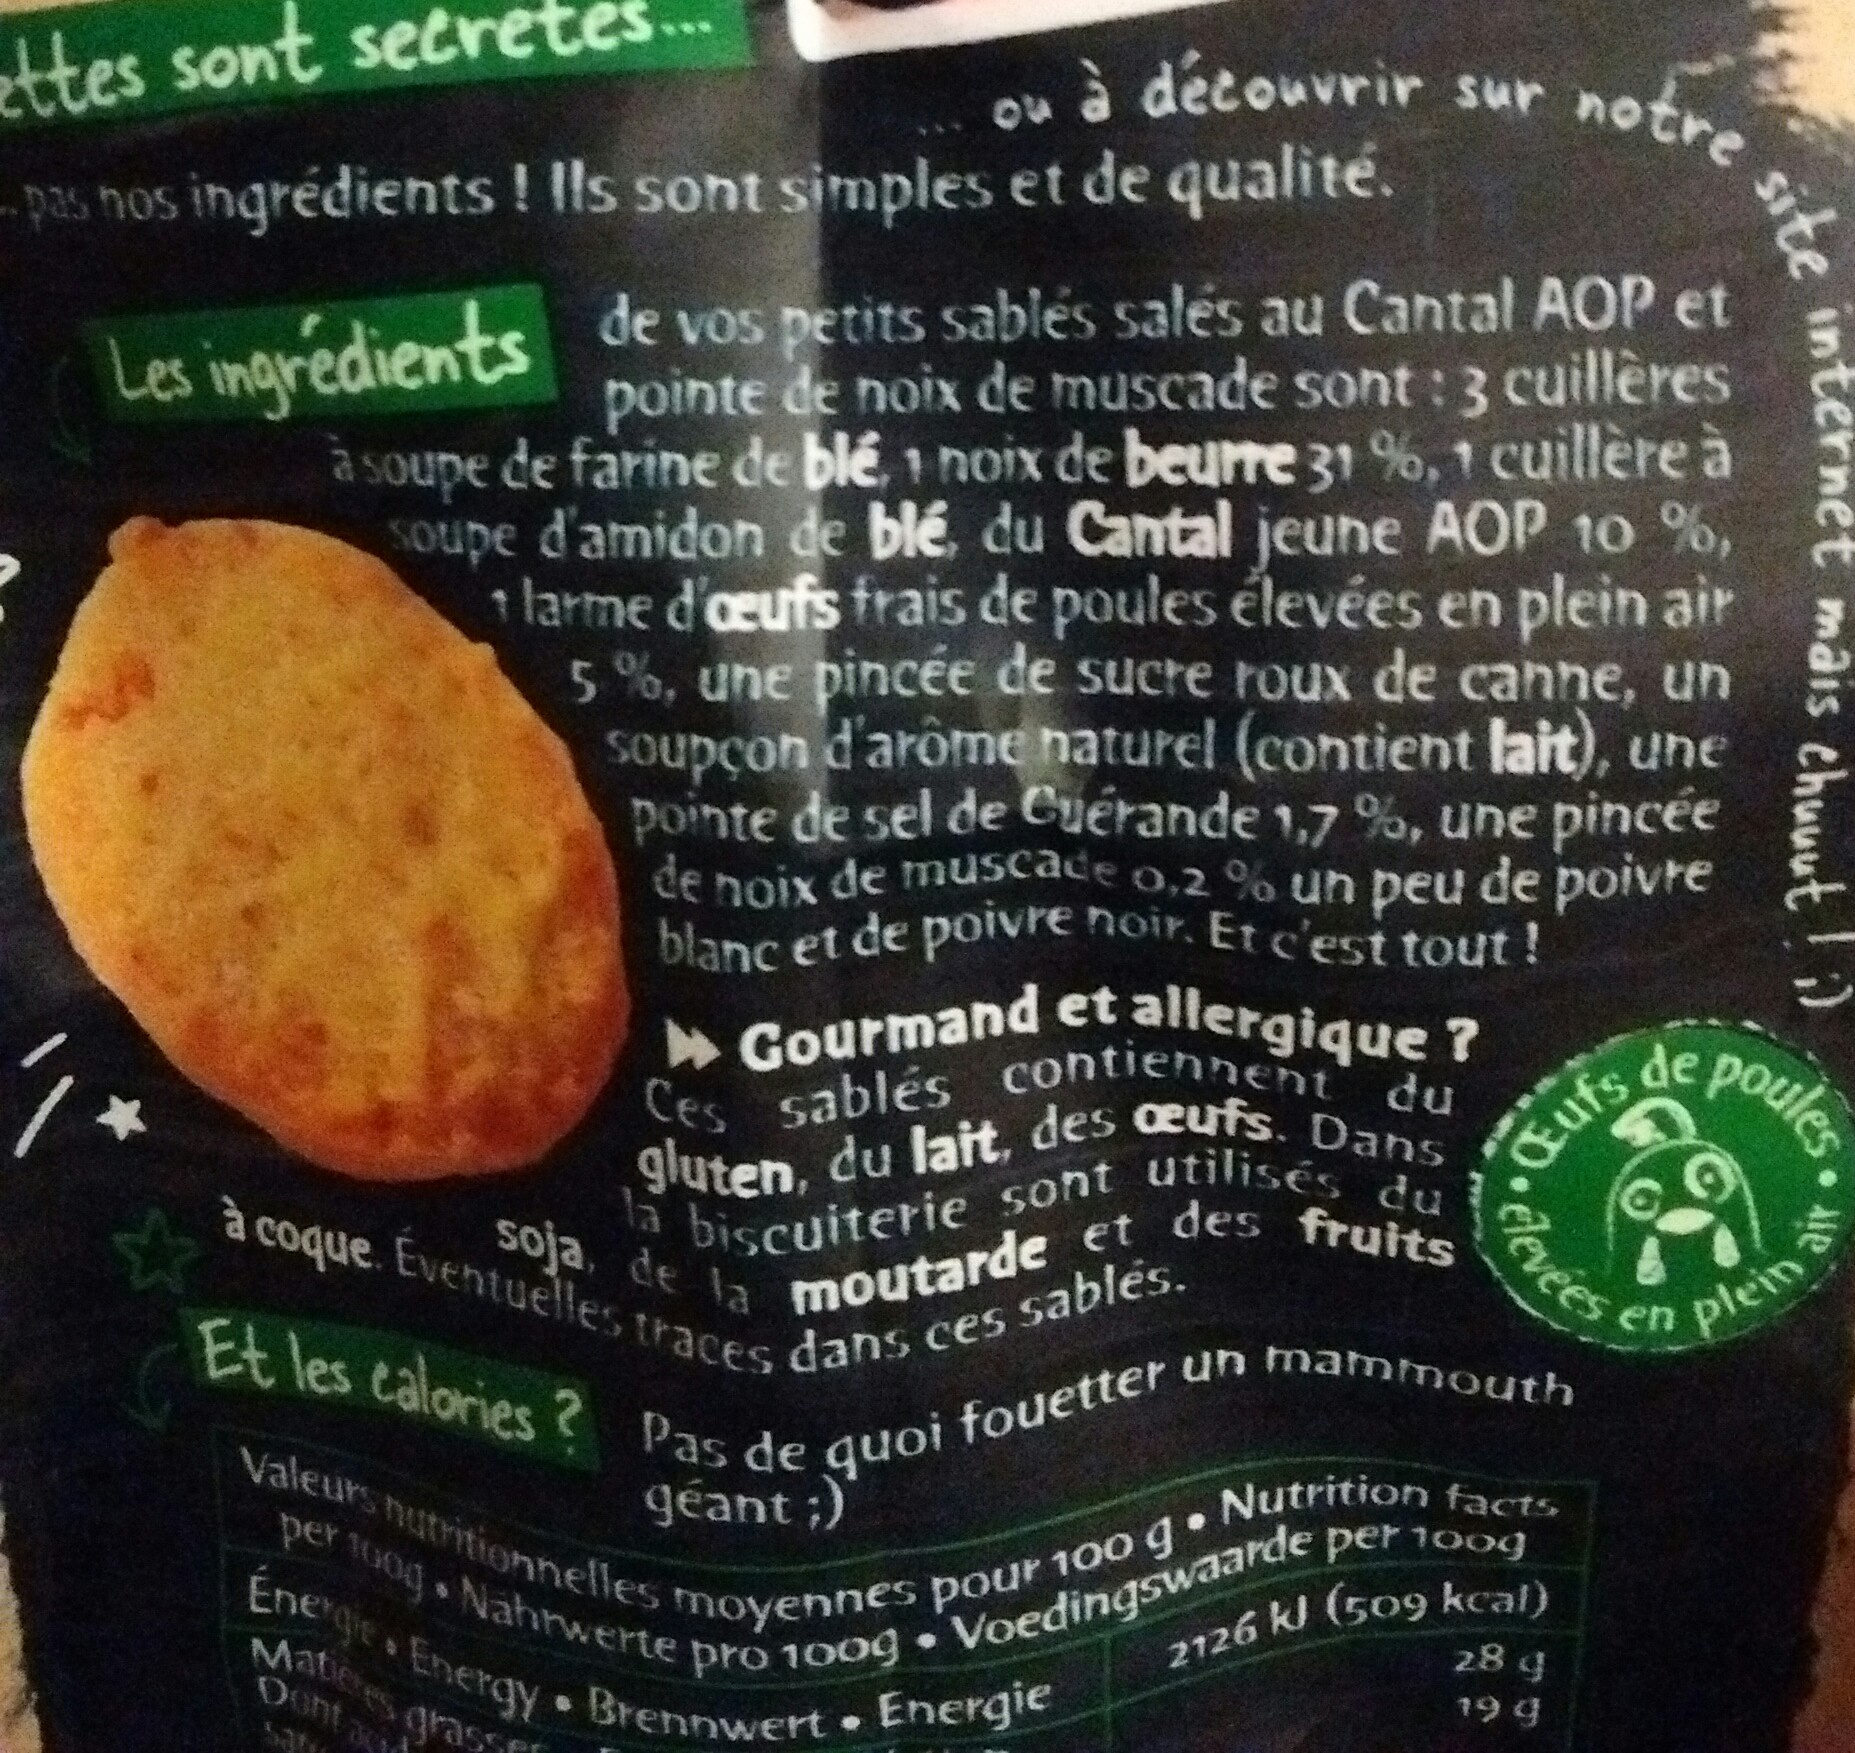 ettes sont secrètes...
... ou à découvrir sur notre site internet mais chuuut ! ;)
... pas nos ingrédients ! Ils sont simples et de qualité.
Les ingrédients
de vos petits sablés salés au Cantal AOP et
pointe de noix de muscade sont : 3 cuillères
à soupe de farine de blé, 1 noix de beurre 31 %, 1 cuillère à
soupe d'amidon de blé, du Cantal jeune AOP 10 %,
1 larme d'œufs frais de poules élevées en plein air
5 %, une pincée de sucre roux de canne, un
soupçon d'arôme naturel (contient lait), une
pointe de sel de Guérande 1,7 %, une pincée
de noix de muscade 0,2 % un peu de poivre
blanc et de poivre noir. Et c'est tout !
Gourmand et allergique ?
Ces sablés contiennent du
gluten, du lait, des œufs. Dans
la biscuiterie sont utilisés du
soja, de la moutarde et des fruits
à coque. Éventuelles traces dans ces sablés.
Œufs de poules • élevées en plein air •
Et les calories ?
Pas de quoi fouetter un mammouth
géant ;)
Valeurs nutritionnelles moyennes pour 100 g • Nutrition facts
per 100g • Nährwerte pro 100g • Voedingswaarde per 100g
Énergie • Energy • Brennwert • Energie 2126 kJ (509 kcal)
Matières grasses 28 g
Dont 19 g